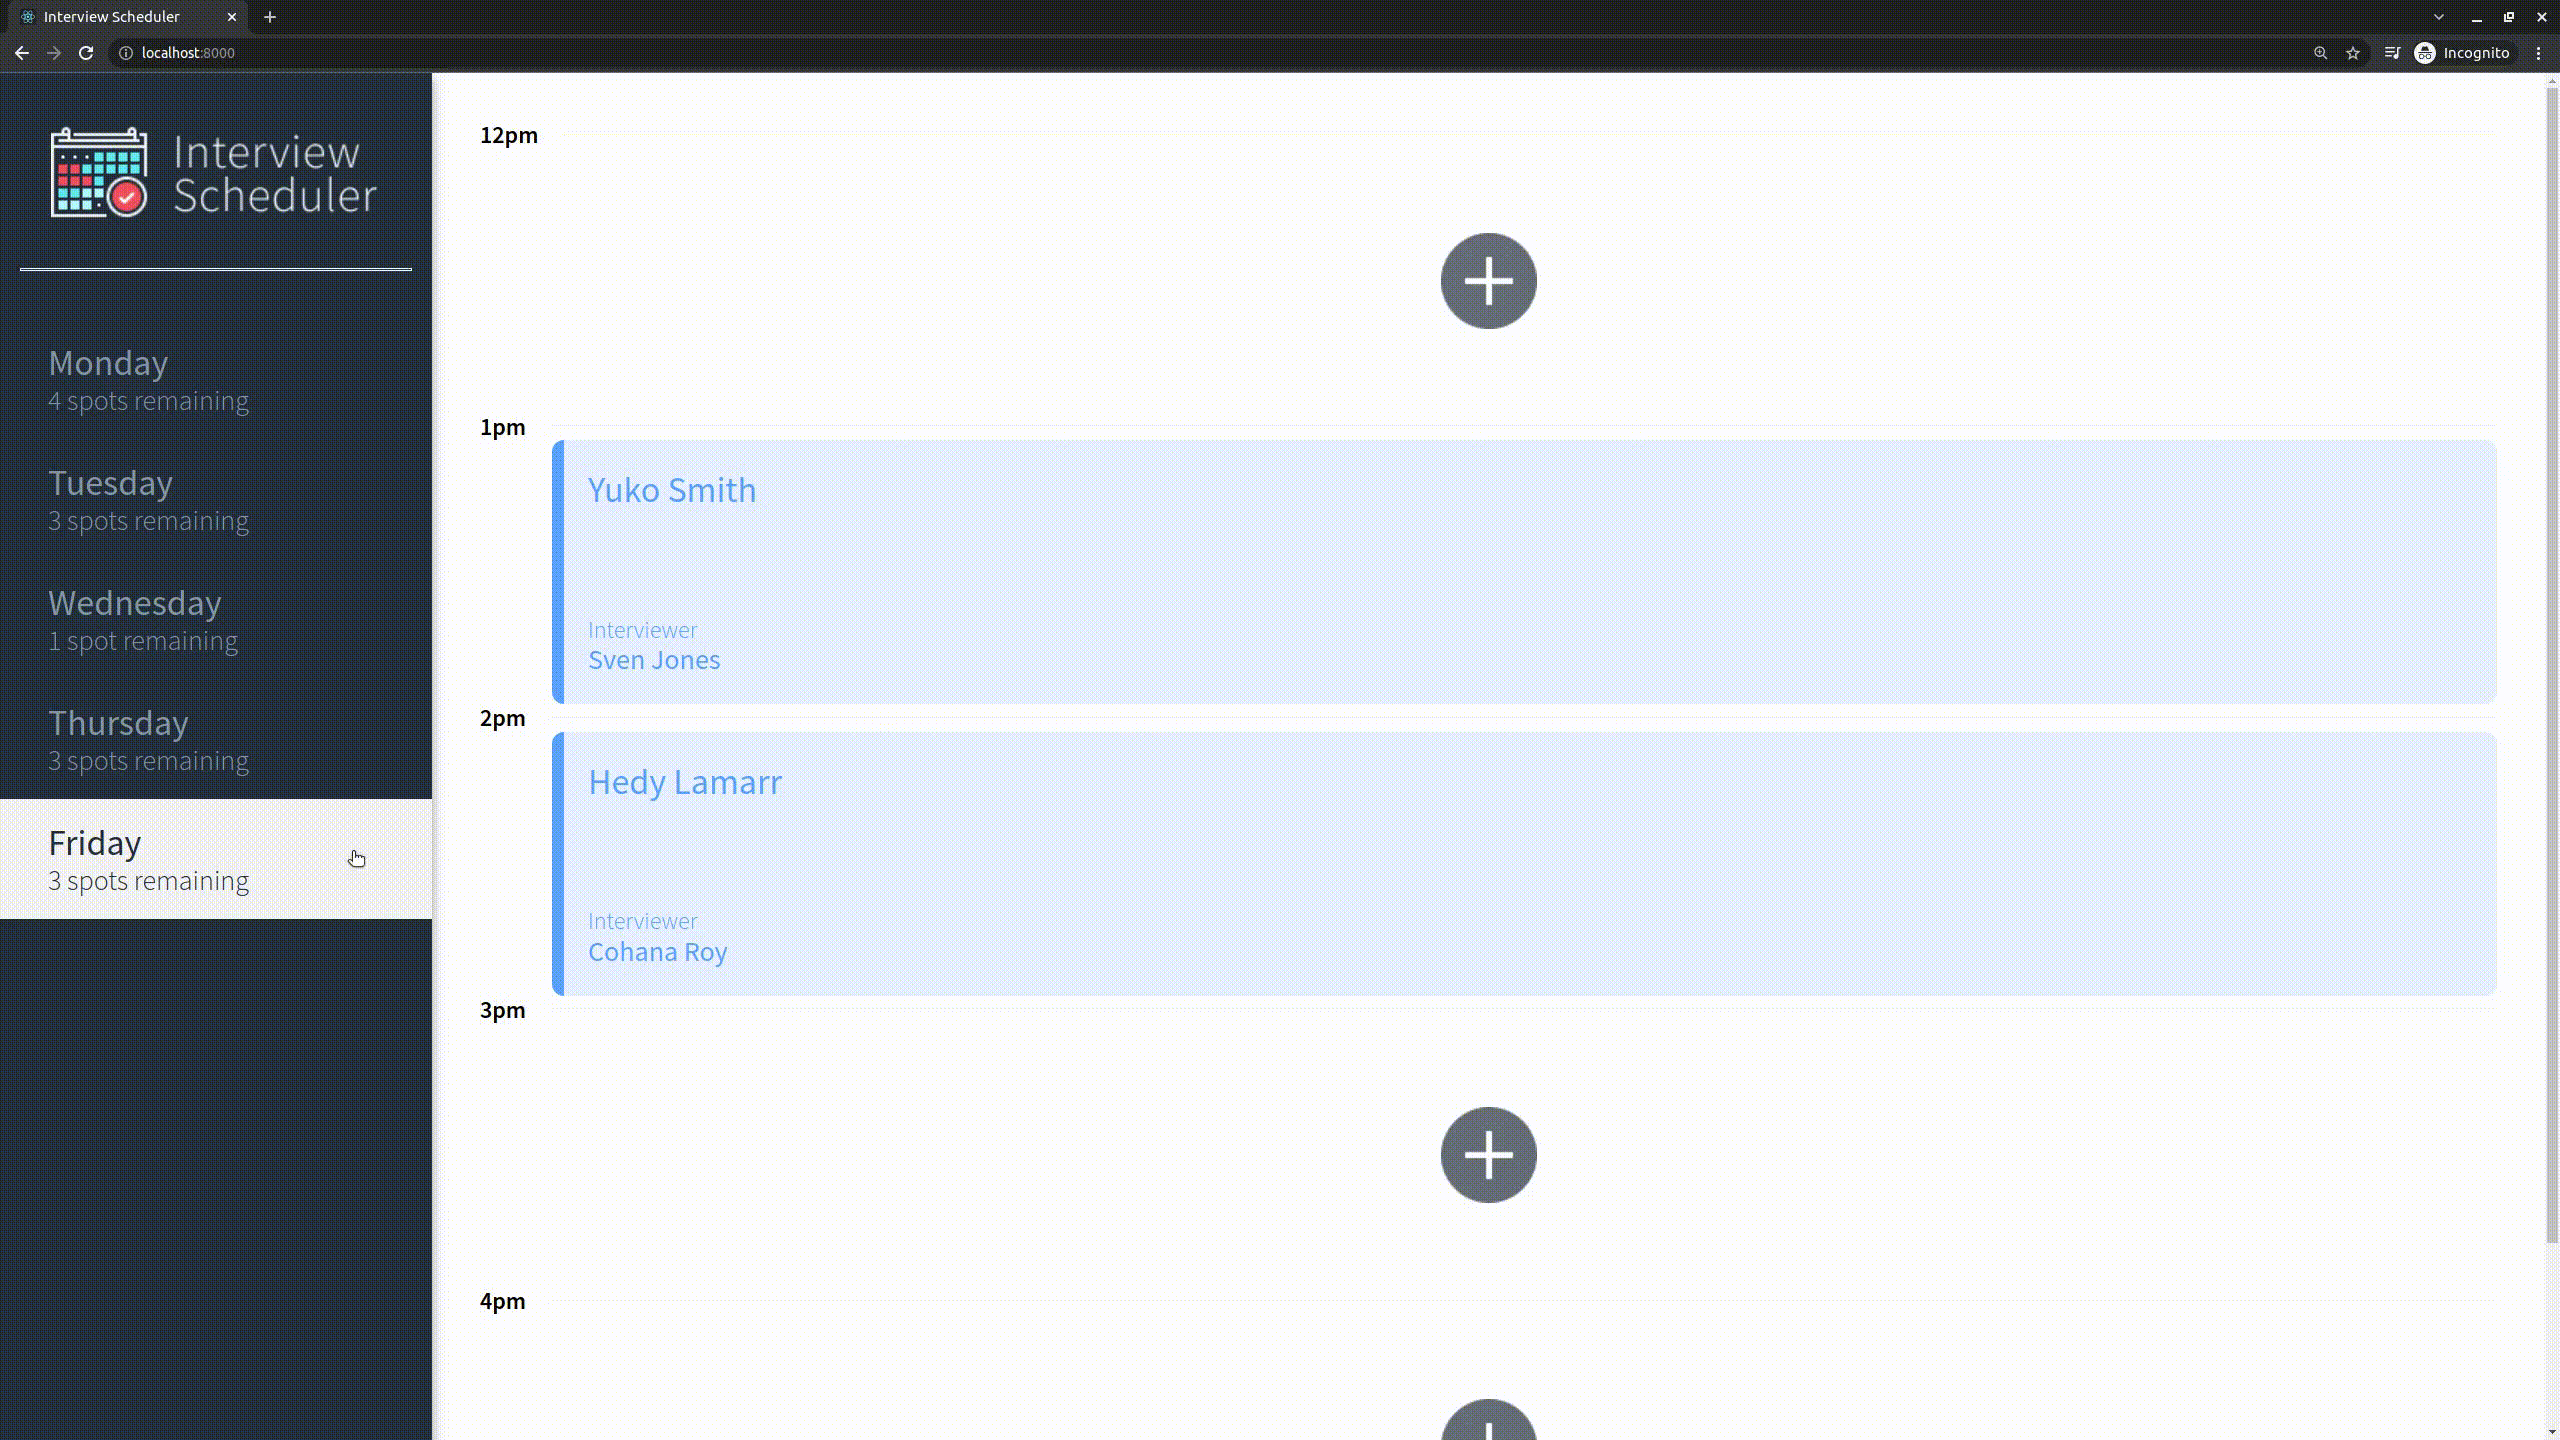 Interview Scheduler
localhost:8000
Incognito
Interview
Scheduler
Monday
4 spots remaining
Tuesday
3 spots remaining
Wednesday
1 spot remaining
Thursday
3 spots remaining
Friday
3 spots remaining
12pm
1pm
Yuko Smith
Interviewer
Sven Jones
2pm
Hedy Lamarr
Interviewer
Cohana Roy
3pm
4pm